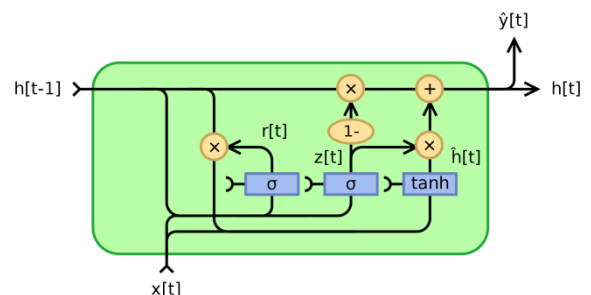 ŷ[t]
h[t-1]
×
+
h[t]
1-
r[t]
×
z[t]
×
ĥ[t]
σ
σ
tanh
x[t]